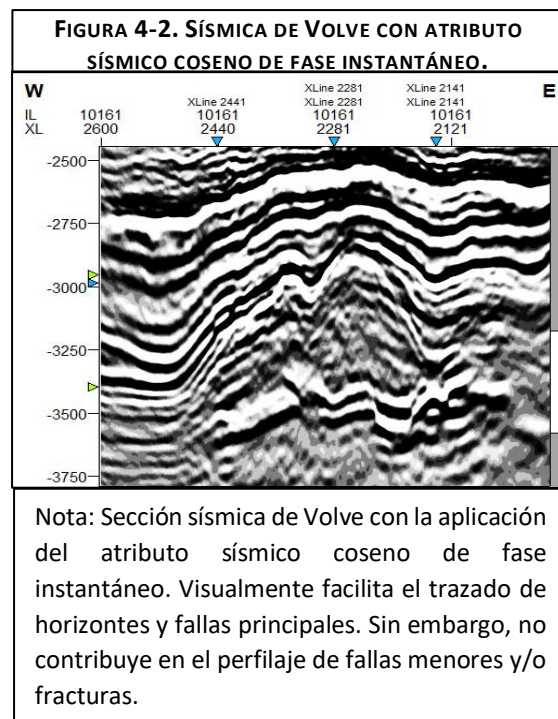 FIGURA 4-2. SÍSMICA DE VOLVE CON ATRIBUTO
SÍSMICO COSENO DE FASE INSTANTÁNEO.
W E
XLine 2281 XLine 2141
XLine 2441 XLine 2281 XLine 2141
IL 10161 10161 10161 10161
XL 2600 2440 2281 2121
-2500
-2750
-3000
-3250
-3500
-3750
Nota: Sección sísmica de Volve con la aplicación
del atributo sísmico coseno de fase
instantáneo. Visualmente facilita el trazado de
horizontes y fallas principales. Sin embargo, no
contribuye en el perfilaje de fallas menores y/o
fracturas.